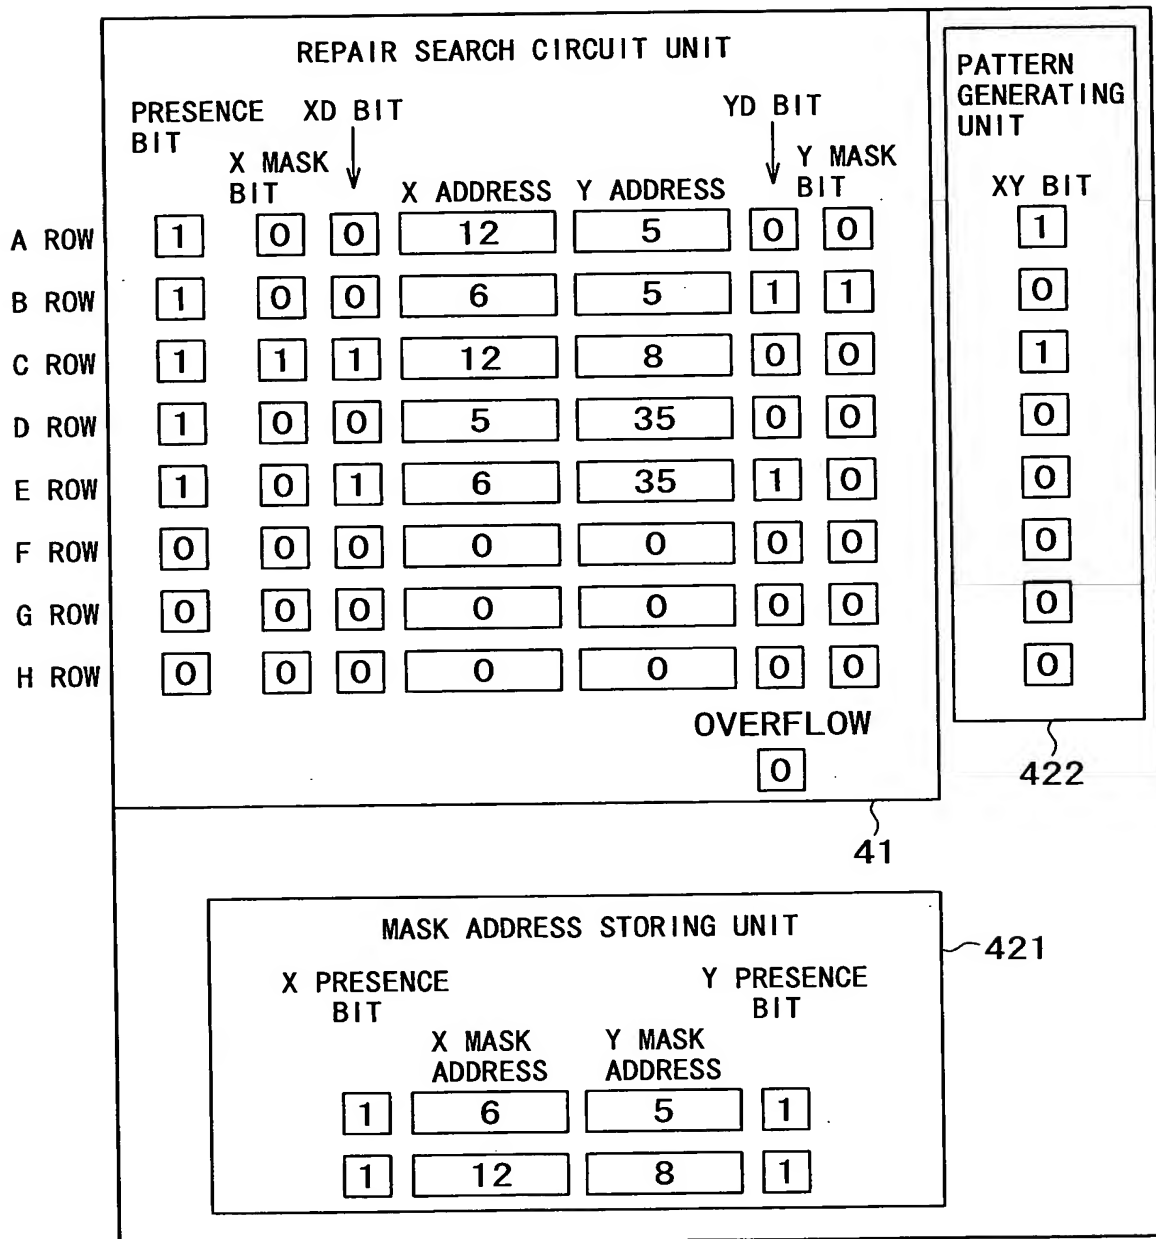 REPAIR SEARCH CIRCUIT UNIT
PRESENCE BIT
XD BIT
X MASK BIT
X ADDRESS
Y ADDRESS
YD BIT
Y MASK BIT
PATTERN GENERATING UNIT
XY BIT
A ROW 1 0 0 12 5 0 0 1
B ROW 1 0 0 6 5 1 1 0
C ROW 1 1 1 12 8 0 0 1
D ROW 1 0 0 5 35 0 0 0
E ROW 1 0 1 6 35 1 0 0
F ROW 0 0 0 0 0 0 0 0
G ROW 0 0 0 0 0 0 0 0
H ROW 0 0 0 0 0 0 0 0
OVERFLOW
0
422
41
MASK ADDRESS STORING UNIT
421
X PRESENCE BIT
Y PRESENCE BIT
X MASK ADDRESS
Y MASK ADDRESS
1 6 5 1
1 12 8 1